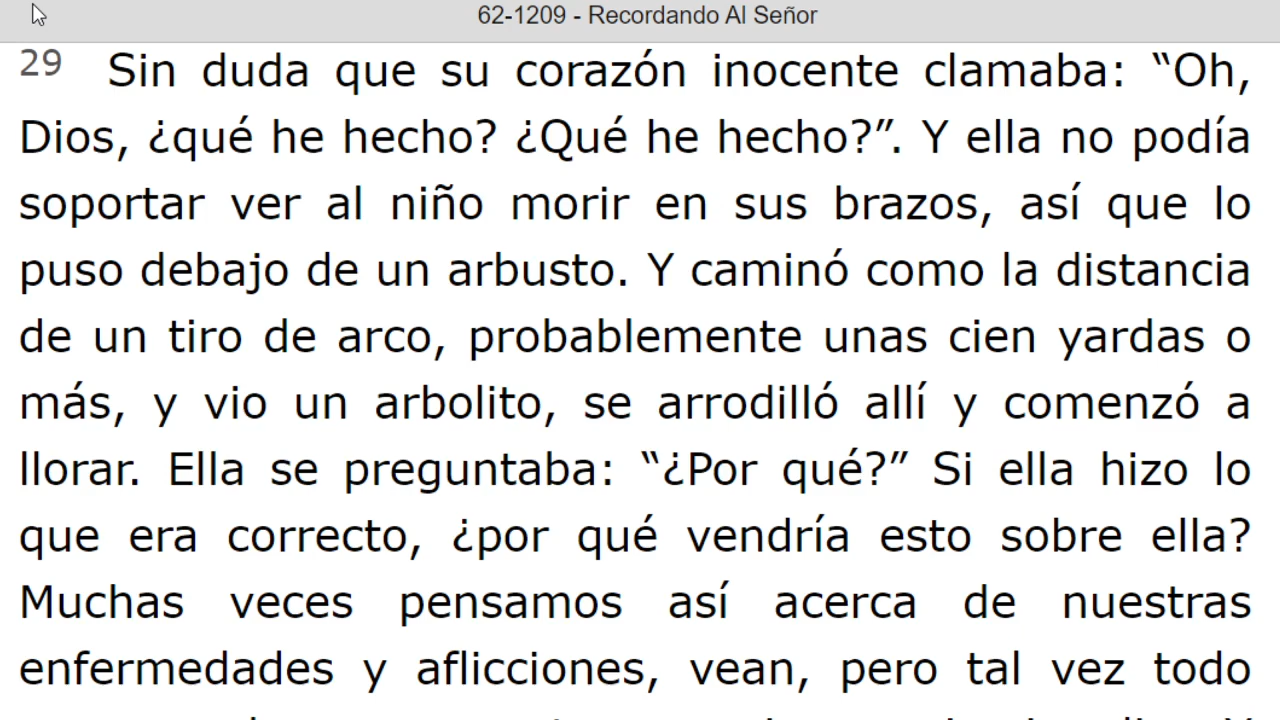 62-1209 - Recordando Al Señor
29 Sin duda que su corazón inocente clamaba: “Oh,
Dios, ¿qué he hecho? ¿Qué he hecho?”. Y ella no podía
soportar ver al niño morir en sus brazos, así que lo
puso debajo de un arbusto. Y caminó como la distancia
de un tiro de arco, probablemente unas cien yardas o
más, y vio un arbolito, se arrodilló allí y comenzó a
llorar. Ella se preguntaba: “¿Por qué?” Si ella hizo lo
que era correcto, ¿por qué vendría esto sobre ella?
Muchas veces pensamos así acerca de nuestras
enfermedades y aflicciones, vean, pero tal vez todo